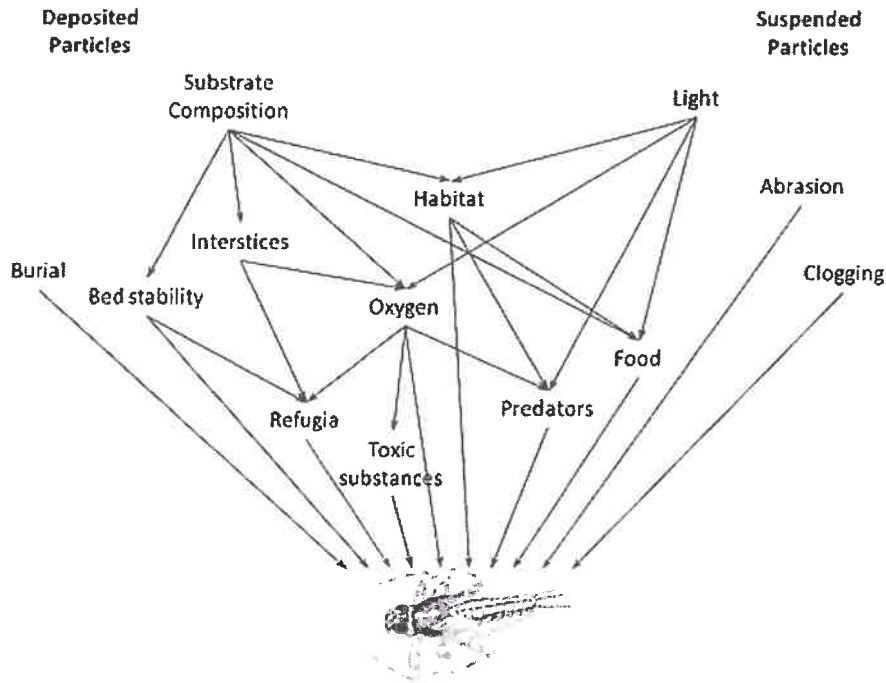 Deposited
Particles
Suspended
Particles
Substrate
Composition
Light
Habitat
Abrasion
Interstices
Burial
Bed stability
Oxygen
Clogging
Food
Refugia
Predators
Toxic
substances